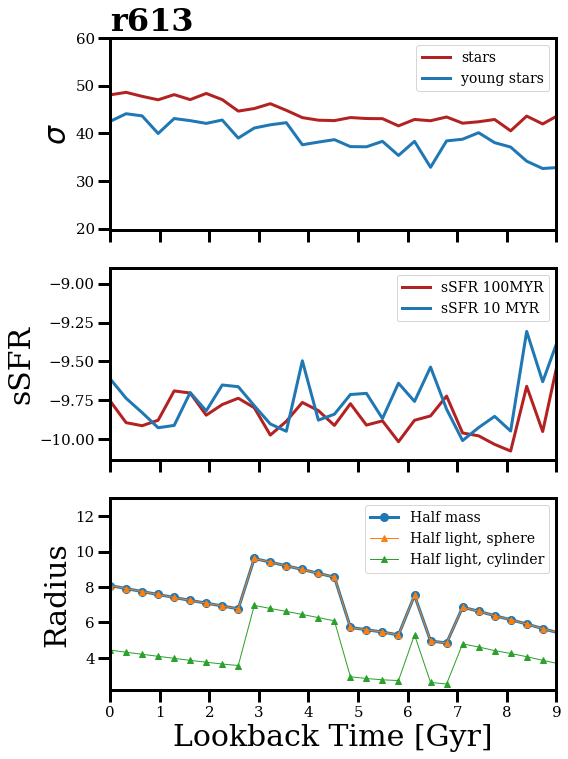 r613
60
50
40
30
20
σ
stars
young stars
−9.00
−9.25
−9.50
−9.75
−10.00
sSFR
sSFR 100MYR
sSFR 10 MYR
12
10
8
6
4
Radius
Half mass
Half light, sphere
Half light, cylinder
0 1 2 3 4 5 6 7 8 9
Lookback Time [Gyr]